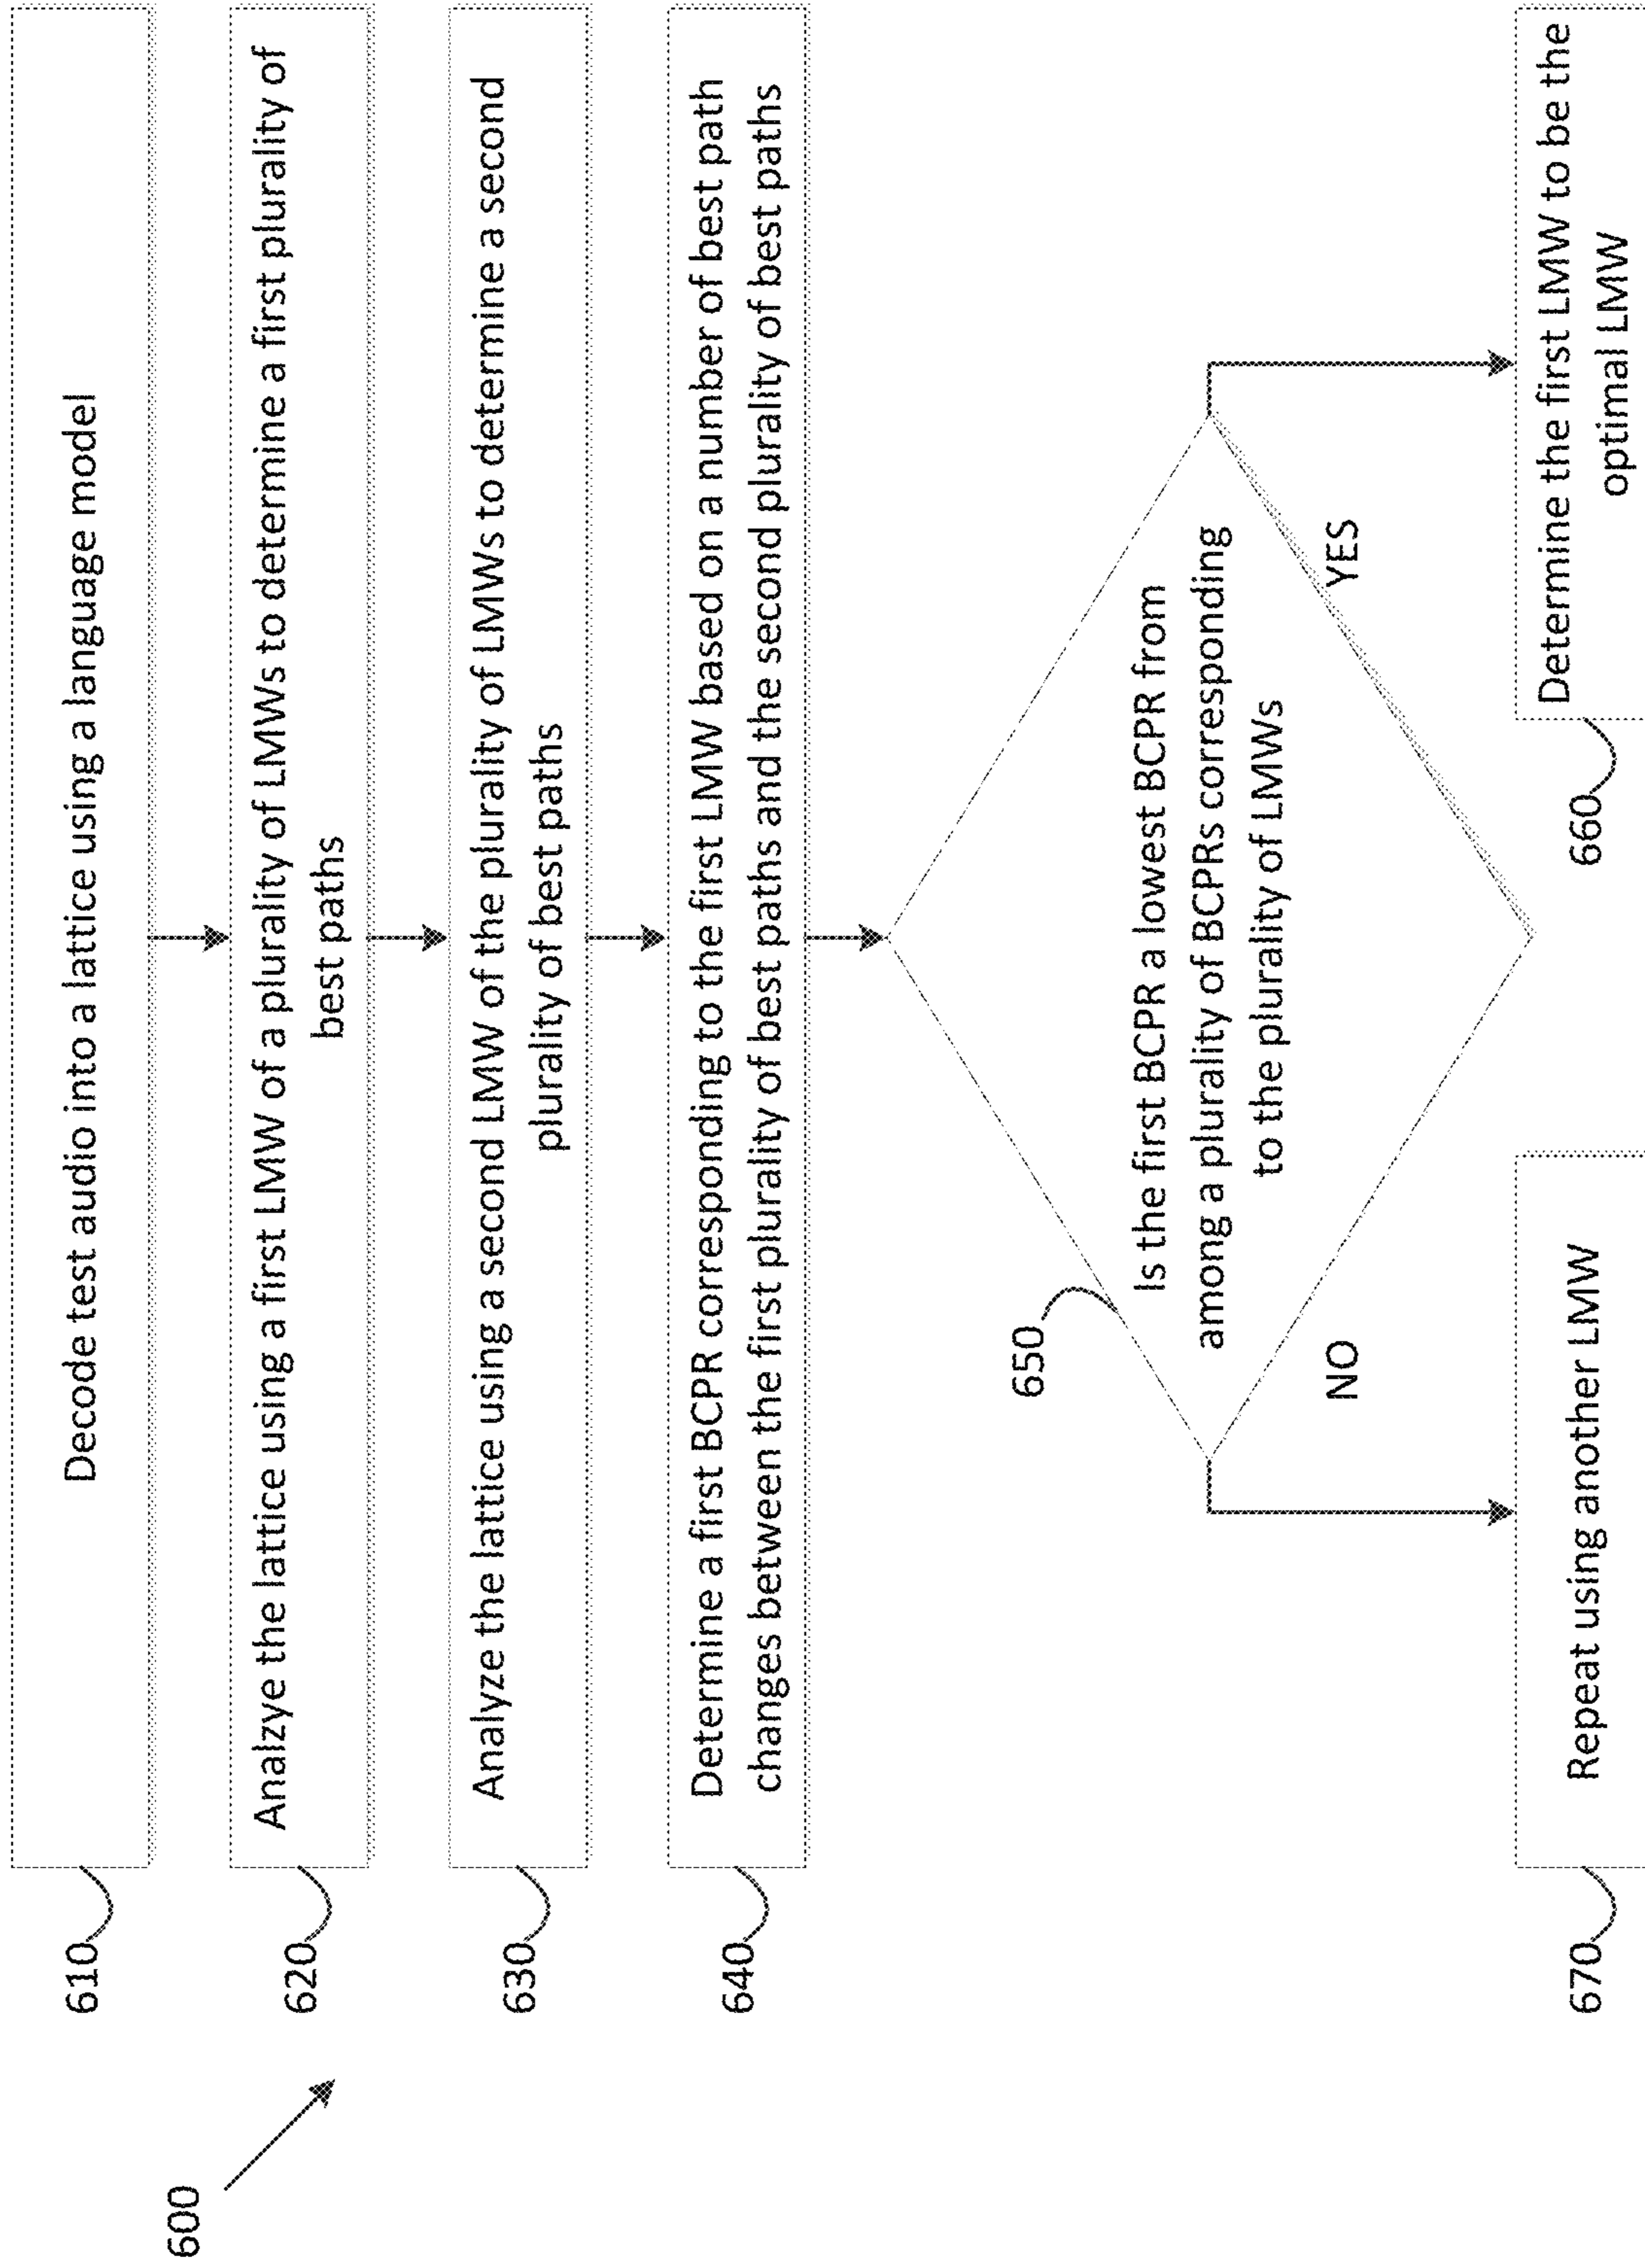 600
610
Decode test audio into a lattice using a language model
620
Analzye the lattice using a first LMW of a plurality of LMWs to determine a first plurality of
best paths
630
Analyze the lattice using a second LMW of the plurality of LMWs to determine a second
plurality of best paths
640
Determine a first BCPR corresponding to the first LMW based on a number of best path
changes between the first plurality of best paths and the second plurality of best paths
650
Is the first BCPR a lowest BCPR from
among a plurality of BCPRs corresponding
to the plurality of LMWs
NO
YES
670
Repeat using another LMW
660
Determine the first LMW to be the
optimal LMW